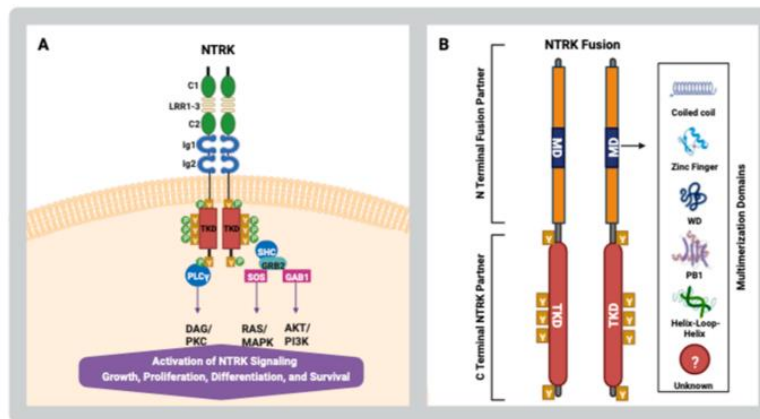 A
NTRK
C1
LRR1-3
C2
Ig1
Ig2
TKD
TKD
PLCγ
SHC
GRB2
SOS
GAB1
DAG/
PKC
RAS/
MAPK
AKT/
PI3K
Activation of NTRK Signaling
Growth, Proliferation, Differentiation, and Survival
B
NTRK Fusion
N Terminal Fusion Partner
C Terminal NTRK Partner
MD
MD
Y
Y
TKD
TKD
Y
Y
Y
Y
Y
Y
Y
Y
Coiled coil
Zinc Finger
WD
PB1
Helix-Loop-
Helix
?
Unknown
Multimerization Domains